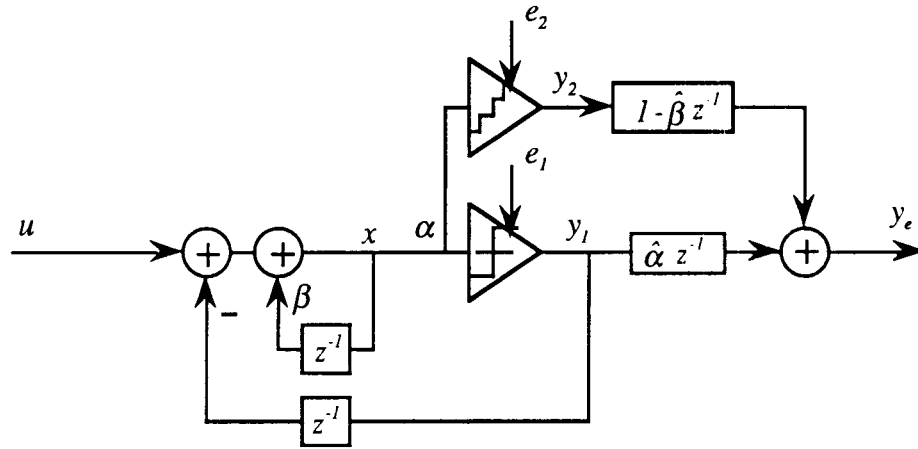 e₂
y₂
1 - β̂ z⁻¹
e₁
u
+
+
x
α
y₁
α̂ z⁻¹
+
yₑ
−
β
z⁻¹
z⁻¹